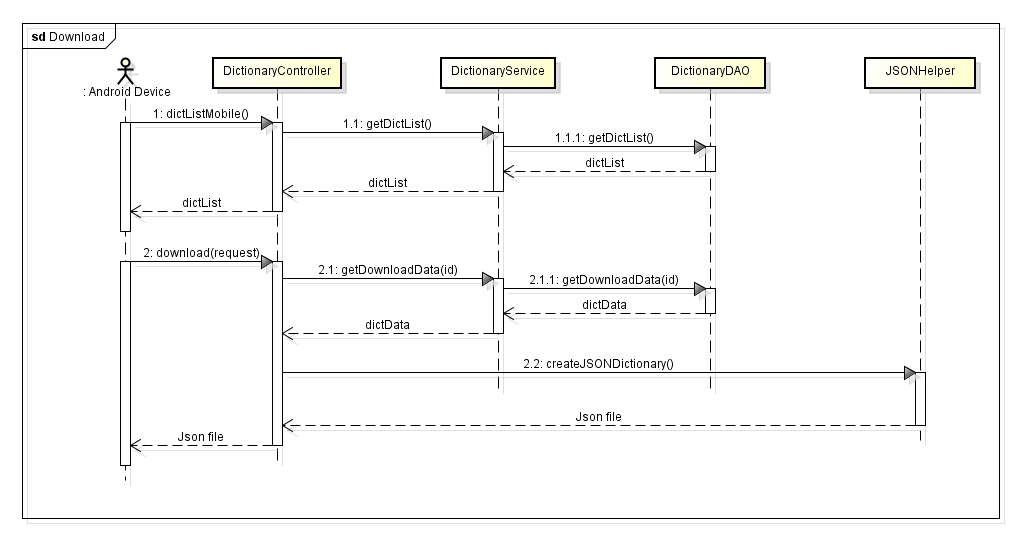 sd Download
: Android Device
DictionaryController
DictionaryService
DictionaryDAO
JSONHelper
1: dictListMobile()
1.1: getDictList()
1.1.1: getDictList()
dictList
dictList
dictList
2: download(request)
2.1: getDownloadData(id)
2.1.1: getDownloadData(id)
dictData
dictData
2.2: createJSONDictionary()
Json file
Json file